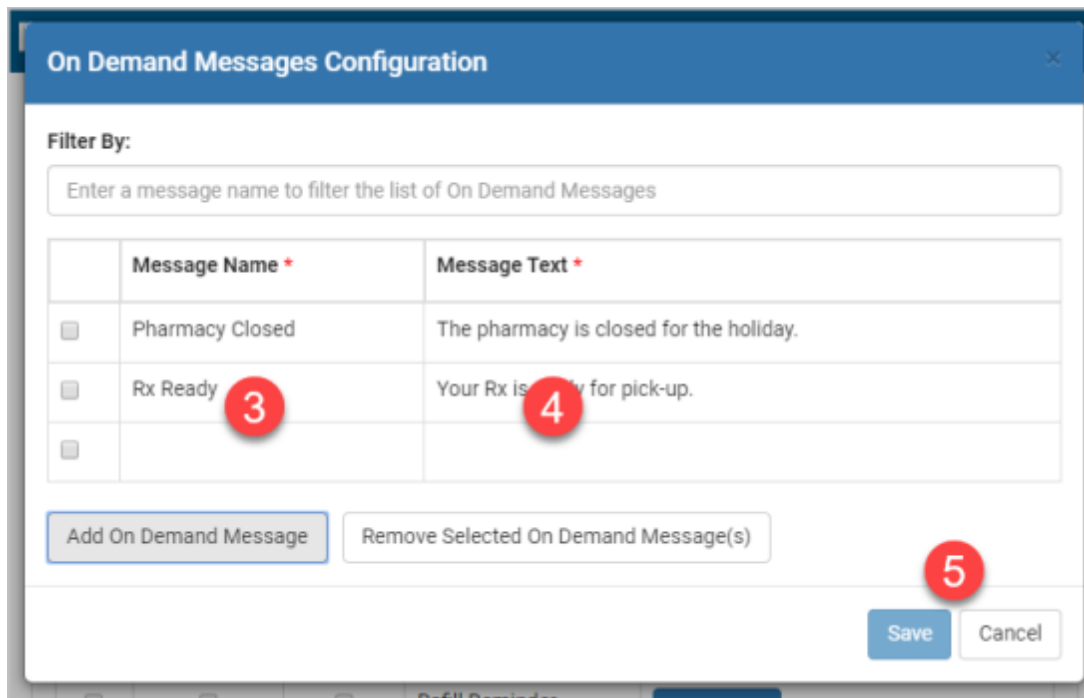 On Demand Messages Configuration ×
Filter By:
Enter a message name to filter the list of On Demand Messages
Message Name * Message Text *
Pharmacy Closed The pharmacy is closed for the holiday.
Rx Ready Your Rx is for pick-up.
3 4
Add On Demand Message Remove Selected On Demand Message(s)
5
Save Cancel